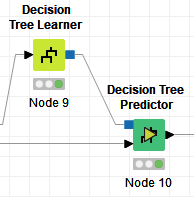 Decision
Tree Learner
Node 9
Decision Tree
Predictor
Node 10